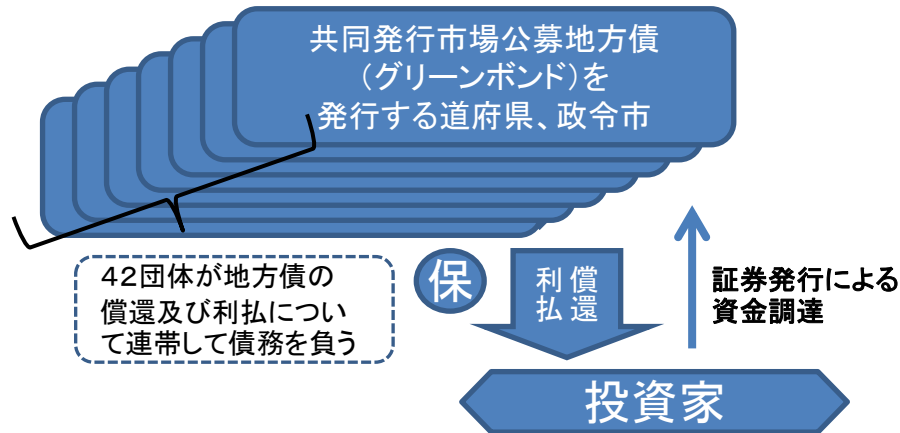 共同発行市場公募地方債
（グリーンボンド）を
発行する道府県、政令市
42団体が地方債の
償還及び利払につい
て連帯して債務を負う
保
償還
利払
証券発行による
資金調達
投資家